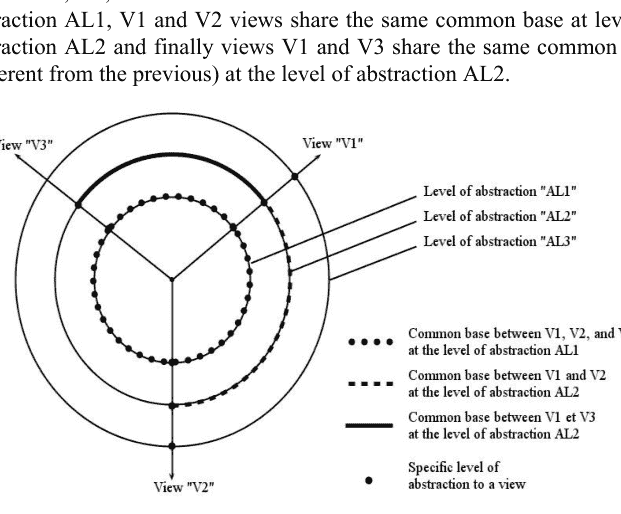 raction AL1, V1 and V2 views share the same common base at lev
raction AL2 and finally views V1 and V3 share the same common
erent from the previous) at the level of abstraction AL2.
iew "V3"
View "V1"
Level of abstraction "AL1"
Level of abstraction "AL2"
Level of abstraction "AL3"
Common base between V1, V2, and V
at the level of abstraction AL1
Common base between V1 and V2
at the level of abstraction AL2
Common base between V1 et V3
at the level of abstraction AL2
Specific level of
abstraction to a view
View "V2"